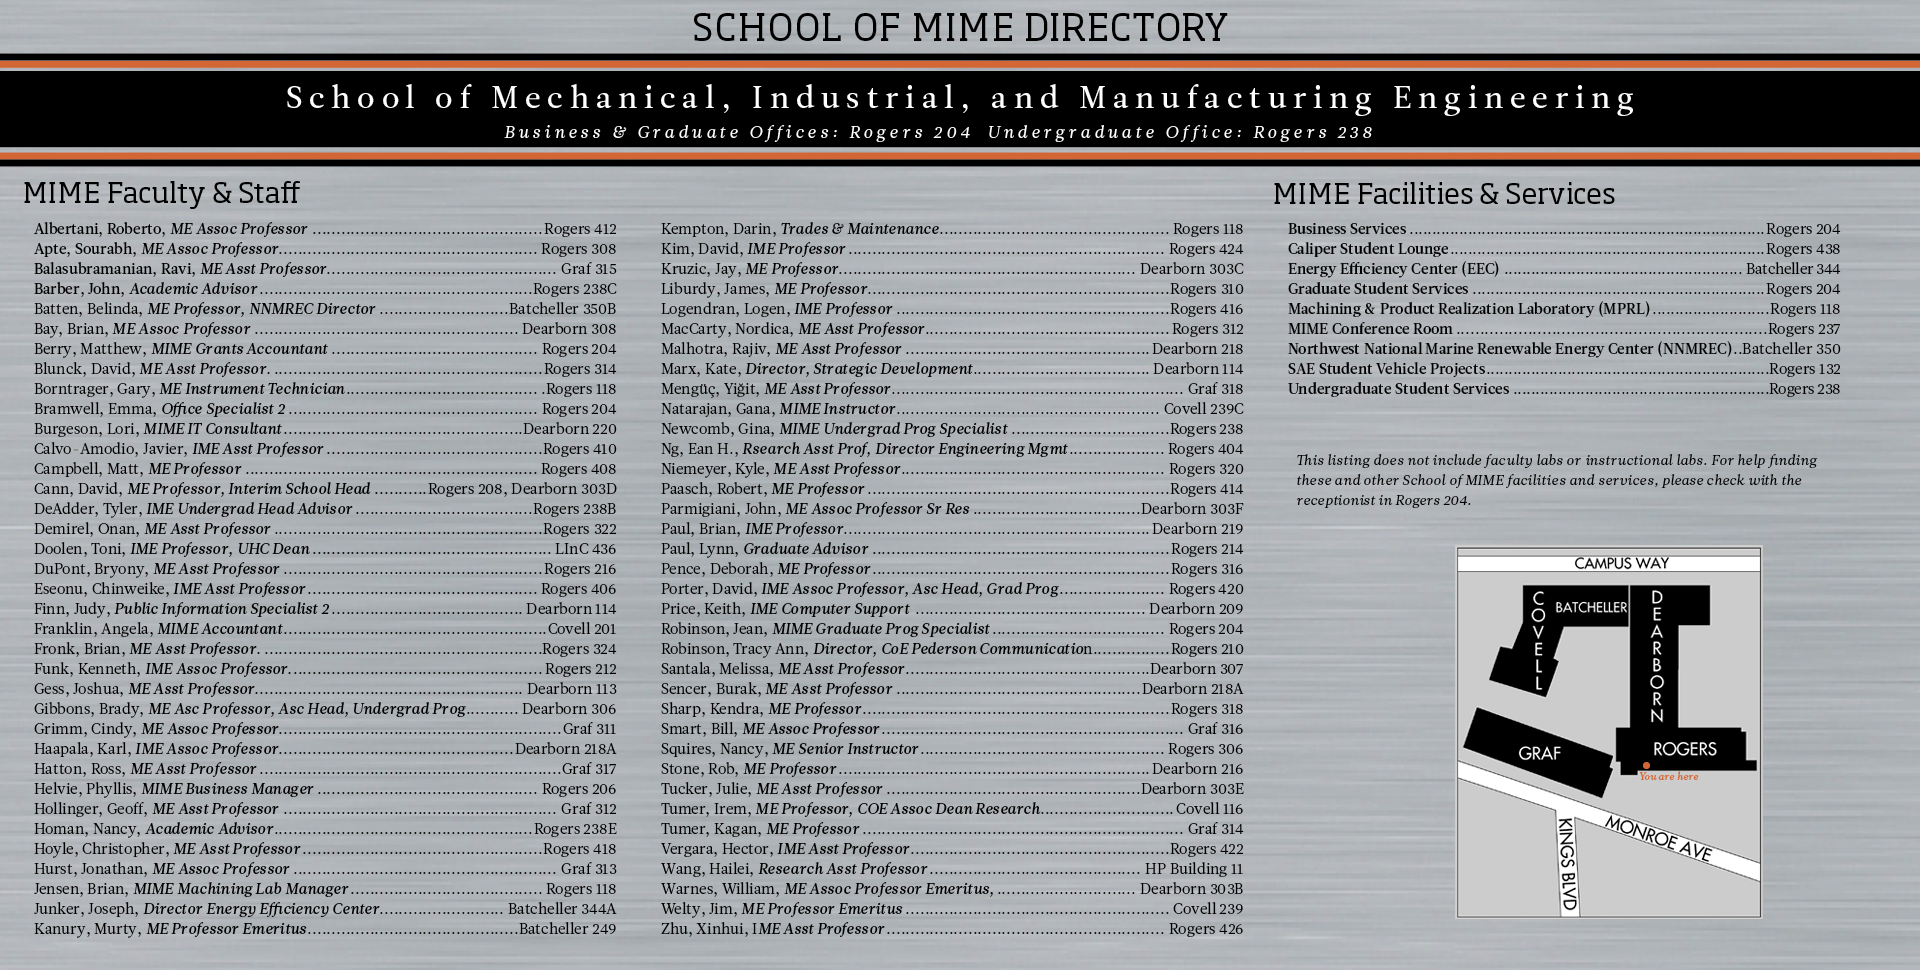 SCHOOL OF MIME DIRECTORY
School of Mechanical, Industrial, and Manufacturing Engineering
Business & Graduate Offices: Rogers 204 Undergraduate Office: Rogers 238
MIME Faculty & Staff
Albertani, Roberto, ME Assoc Professor ................ Rogers 412
Apte, Sourabh, ME Assoc Professor................ Rogers 308
Balasubramanian, Ravi, ME Asst Professor................ Graf 315
Barber, John, Academic Advisor................ Rogers 238C
Batten, Belinda, ME Professor, NNMREC Director ................ Batcheller 350B
Bay, Brian, ME Assoc Professor ................ Dearborn 308
Berry, Matthew, MIME Grants Accountant ................ Rogers 204
Blunck, David, ME Asst Professor. ................ Rogers 314
Borntrager, Gary, ME Instrument Technician................ Rogers 118
Bramwell, Emma, Office Specialist 2................ Rogers 204
Burgeson, Lori, MIME IT Consultant................ Dearborn 220
Calvo-Amodio, Javier, IME Asst Professor................ Rogers 410
Campbell, Matt, ME Professor ................ Rogers 408
Cann, David, ME Professor, Interim School Head ...........Rogers 208, Dearborn 303D
DeAdder, Tyler, IME Undergrad Head Advisor................ Rogers 238B
Demirel, Onan, ME Asst Professor ................ Rogers 322
Doolen, Toni, IME Professor, UHC Dean................ LInC 436
DuPont, Bryony, ME Asst Professor ................ Rogers 216
Eseonu, Chinweike, IME Asst Professor................ Rogers 406
Finn, Judy, Public Information Specialist 2................ Dearborn 114
Franklin, Angela, MIME Accountant................ Covell 201
Fronk, Brian, ME Asst Professor. ................ Rogers 324
Funk, Kenneth, IME Assoc Professor................ Rogers 212
Gess, Joshua, ME Asst Professor................ Dearborn 113
Gibbons, Brady, ME Asc Professor, Asc Head, Undergrad Prog........... Dearborn 306
Grimm, Cindy, ME Assoc Professor................ Graf 311
Haapala, Karl, IME Assoc Professor................ Dearborn 218A
Hatton, Ross, ME Asst Professor ................ Graf 317
Helvie, Phyllis, MIME Business Manager ................ Rogers 206
Hollinger, Geoff, ME Asst Professor ................ Graf 312
Homan, Nancy, Academic Advisor................ Rogers 238E
Hoyle, Christopher, ME Asst Professor................ Rogers 418
Hurst, Jonathan, ME Assoc Professor ................ Graf 313
Jensen, Brian, MIME Machining Lab Manager................ Rogers 118
Junker, Joseph, Director Energy Efficiency Center................ Batcheller 344A
Kanury, Murty, ME Professor Emeritus................ Batcheller 249
Kempton, Darin, Trades & Maintenance................ Rogers 118
Kim, David, IME Professor ................ Rogers 424
Kruzic, Jay, ME Professor................ Dearborn 303C
Liburdy, James, ME Professor................ Rogers 310
Logendran, Logen, IME Professor ................ Rogers 416
MacCarty, Nordica, ME Asst Professor................ Rogers 312
Malhotra, Rajiv, ME Asst Professor ................ Dearborn 218
Marx, Kate, Director, Strategic Development................ Dearborn 114
Mengüç, Yiğit, ME Asst Professor................ Graf 318
Natarajan, Gana, MIME Instructor................ Covell 239C
Newcomb, Gina, MIME Undergrad Prog Specialist ................ Rogers 238
Ng, Ean H., Rsearch Asst Prof, Director Engineering Mgmt................ Rogers 404
Niemeyer, Kyle, ME Asst Professor................ Rogers 320
Paasch, Robert, ME Professor ................ Rogers 414
Parmigiani, John, ME Assoc Professor Sr Res ................ Dearborn 303F
Paul, Brian, IME Professor................ Dearborn 219
Paul, Lynn, Graduate Advisor ................ Rogers 214
Pence, Deborah, ME Professor................ Rogers 316
Porter, David, IME Assoc Professor, Asc Head, Grad Prog................ Rogers 420
Price, Keith, IME Computer Support ................ Dearborn 209
Robinson, Jean, MIME Graduate Prog Specialist................ Rogers 204
Robinson, Tracy Ann, Director, CoE Pederson Communication................ Rogers 210
Santala, Melissa, ME Asst Professor................ Dearborn 307
Sencer, Burak, ME Asst Professor ................ Dearborn 218A
Sharp, Kendra, ME Professor................ Rogers 318
Smart, Bill, ME Assoc Professor................ Graf 316
Squires, Nancy, ME Senior Instructor................ Rogers 306
Stone, Rob, ME Professor................ Dearborn 216
Tucker, Julie, ME Asst Professor ................ Dearborn 303E
Tumer, Irem, ME Professor, COE Assoc Dean Research................ Covell 116
Tumer, Kagan, ME Professor ................ Graf 314
Vergara, Hector, IME Asst Professor................ Rogers 422
Wang, Hailei, Research Asst Professor................ HP Building 11
Warnes, William, ME Assoc Professor Emeritus, ................ Dearborn 303B
Welty, Jim, ME Professor Emeritus................ Covell 239
Zhu, Xinhui, IME Asst Professor................ Rogers 426
MIME Facilities & Services
Business Services ................ Rogers 204
Caliper Student Lounge................ Rogers 438
Energy Efficiency Center (EEC) ................ Batcheller 344
Graduate Student Services ................ Rogers 204
Machining & Product Realization Laboratory (MPRL)................ Rogers 118
MIME Conference Room ................ Rogers 237
Northwest National Marine Renewable Energy Center (NNMREC)..Batcheller 350
SAE Student Vehicle Projects................ Rogers 132
Undergraduate Student Services ................ Rogers 238
This listing does not include faculty labs or instructional labs. For help finding
these and other School of MIME facilities and services, please check with the
receptionist in Rogers 204.
CAMPUS WAY
COVELL
BATCHELLER
DEARBORN
GRAF
ROGERS
You are here
MONROE AVE
KINGS BLVD